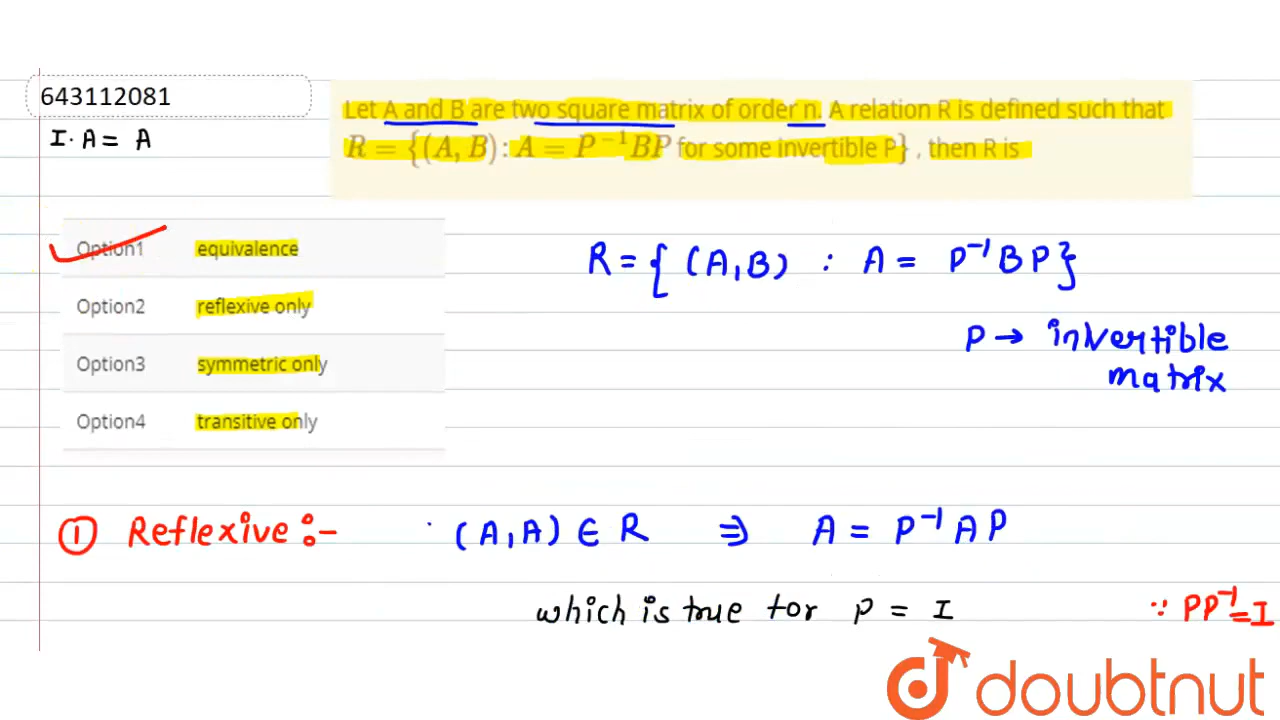 643112081
I. A = A
Let A and B are two square matrix of order n. A relation R is defined such that
R = {(A, B) : A = P⁻¹BP for some invertible P} , then R is
Option1 equivalence
Option2 reflexive only
Option3 symmetric only
Option4 transitive only
R = { (A, B) : A = P⁻¹ B P }
P → invertible
matrix
① Reflexive :- (A, A) ∈ R ⇒ A = P⁻¹ A P
which is true for P = I ∵ PP⁻¹ = I
doubtnut